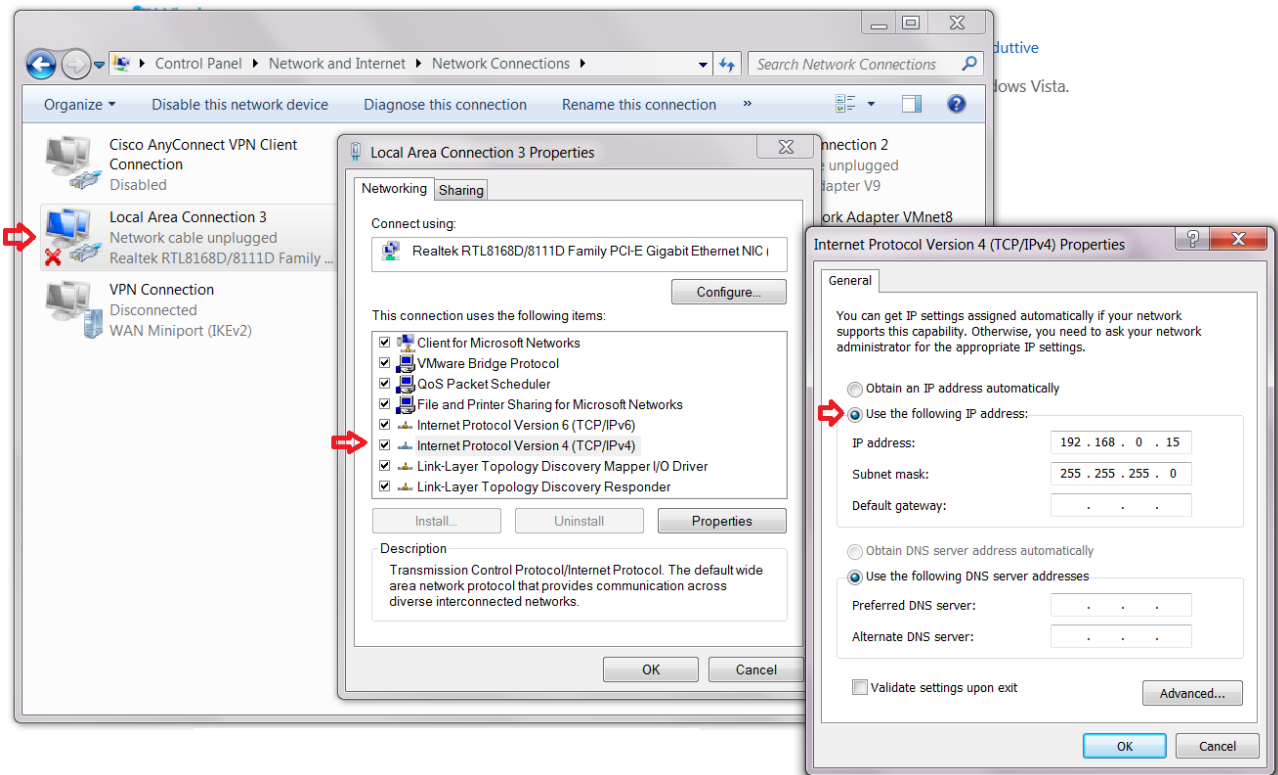 duttive
dows Vista.
Control Panel
Network and Internet
Network Connections
Search Network Connections
Organize
Disable this network device
Diagnose this connection
Rename this connection
»
Cisco AnyConnect VPN Client
Connection
Disabled
Local Area Connection 3
Network cable unplugged
Realtek RTL8168D/8111D Family ...
VPN Connection
Disconnected
WAN Miniport (IKEv2)
nnection 2
unplugged
dapter V9
ork Adapter VMnet8
Local Area Connection 3 Properties
Networking
Sharing
Connect using:
Realtek RTL8168D/8111D Family PCI-E Gigabit Ethernet NIC (
Configure...
This connection uses the following items:
Client for Microsoft Networks
VMware Bridge Protocol
QoS Packet Scheduler
File and Printer Sharing for Microsoft Networks
Internet Protocol Version 6 (TCP/IPv6)
Internet Protocol Version 4 (TCP/IPv4)
Link-Layer Topology Discovery Mapper I/O Driver
Link-Layer Topology Discovery Responder
Install...
Uninstall
Properties
Description
Transmission Control Protocol/Internet Protocol. The default wide
area network protocol that provides communication across
diverse interconnected networks.
OK
Cancel
Internet Protocol Version 4 (TCP/IPv4) Properties
General
You can get IP settings assigned automatically if your network
supports this capability. Otherwise, you need to ask your network
administrator for the appropriate IP settings.
Obtain an IP address automatically
Use the following IP address:
IP address: 192 . 168 . 0 . 15
Subnet mask: 255 . 255 . 255 . 0
Default gateway: . . .
Obtain DNS server address automatically
Use the following DNS server addresses
Preferred DNS server: . . .
Alternate DNS server: . . .
Validate settings upon exit
Advanced...
OK
Cancel